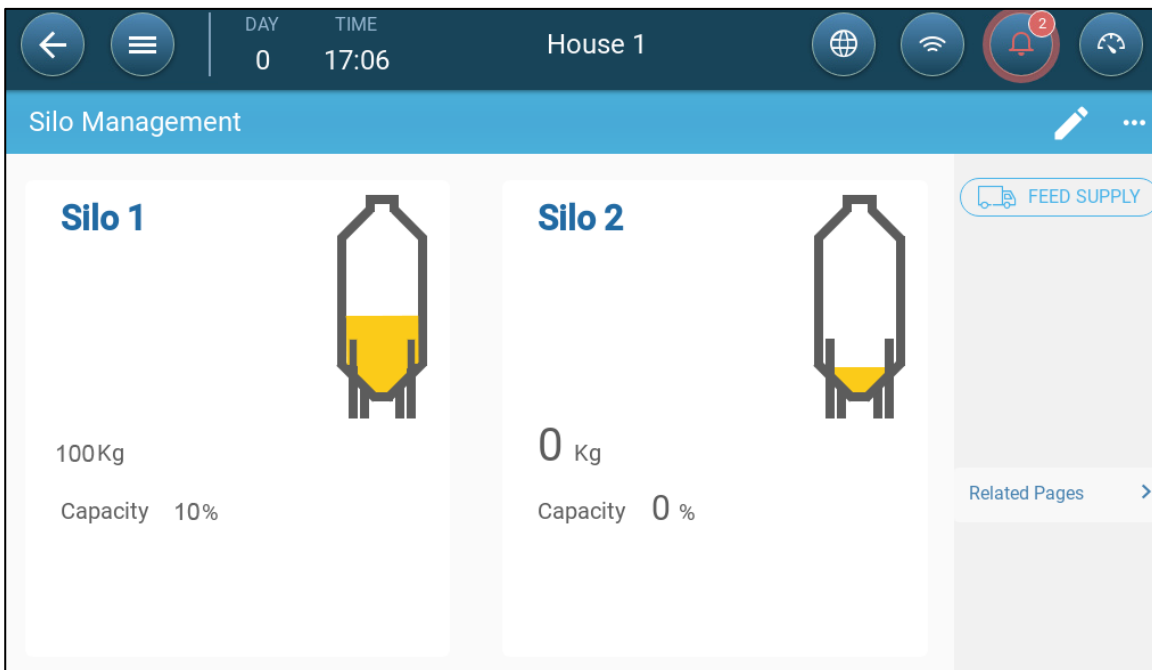 DAY TIME
0 17:06 House 1 2
Silo Management
Silo 1
100Kg
Capacity 10%
Silo 2
0 Kg
Capacity 0 %
FEED SUPPLY
Related Pages